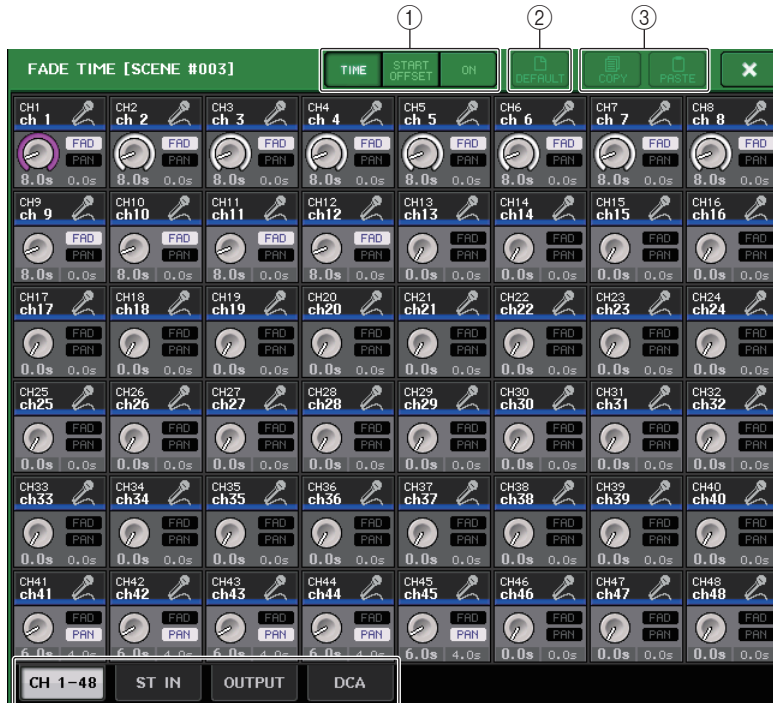 ① ② ③
FADE TIME [SCENE #003] TIME START OFFSET ON DEFAULT COPY PASTE
CH1 CH2 CH3 CH4 CH5 CH6 CH7 CH8
ch 1 ch 2 ch 3 ch 4 ch 5 ch 6 ch 7 ch 8
FAD FAD FAD FAD FAD FAD FAD FAD
PAN PAN PAN PAN PAN PAN PAN PAN
8.0s 0.0s 8.0s 0.0s 8.0s 0.0s 8.0s 0.0s 8.0s 0.0s 8.0s 0.0s 8.0s 0.0s 8.0s 0.0s
CH9 CH10 CH11 CH12 CH13 CH14 CH15 CH16
ch 9 ch10 ch11 ch12 ch13 ch14 ch15 ch16
FAD FAD FAD FAD FAD FAD FAD FAD
PAN PAN PAN PAN PAN PAN PAN PAN
8.0s 0.0s 8.0s 0.0s 8.0s 0.0s 8.0s 0.0s 0.0s 0.0s 0.0s 0.0s 0.0s 0.0s 0.0s 0.0s
CH17 CH18 CH19 CH20 CH21 CH22 CH23 CH24
ch17 ch18 ch19 ch20 ch21 ch22 ch23 ch24
FAD FAD FAD FAD FAD FAD FAD FAD
PAN PAN PAN PAN PAN PAN PAN PAN
0.0s 0.0s 0.0s 0.0s 0.0s 0.0s 0.0s 0.0s 0.0s 0.0s 0.0s 0.0s 0.0s 0.0s 0.0s 0.0s
CH25 CH26 CH27 CH28 CH29 CH30 CH31 CH32
ch25 ch26 ch27 ch28 ch29 ch30 ch31 ch32
FAD FAD FAD FAD FAD FAD FAD FAD
PAN PAN PAN PAN PAN PAN PAN PAN
0.0s 0.0s 0.0s 0.0s 0.0s 0.0s 0.0s 0.0s 0.0s 0.0s 0.0s 0.0s 0.0s 0.0s 0.0s 0.0s
CH33 CH34 CH35 CH36 CH37 CH38 CH39 CH40
ch33 ch34 ch35 ch36 ch37 ch38 ch39 ch40
FAD FAD FAD FAD FAD FAD FAD FAD
PAN PAN PAN PAN PAN PAN PAN PAN
0.0s 0.0s 0.0s 0.0s 0.0s 0.0s 0.0s 0.0s 0.0s 0.0s 0.0s 0.0s 0.0s 0.0s 0.0s 0.0s
CH41 CH42 CH43 CH44 CH45 CH46 CH47 CH48
ch41 ch42 ch43 ch44 ch45 ch46 ch47 ch48
FAD FAD FAD FAD FAD FAD FAD FAD
PAN PAN PAN PAN PAN PAN PAN PAN
6.0s 4.0s 6.0s 4.0s 6.0s 4.0s 6.0s 4.0s 6.0s 4.0s 0.0s 0.0s 0.0s 0.0s 0.0s 0.0s
CH 1-48 ST IN OUTPUT DCA